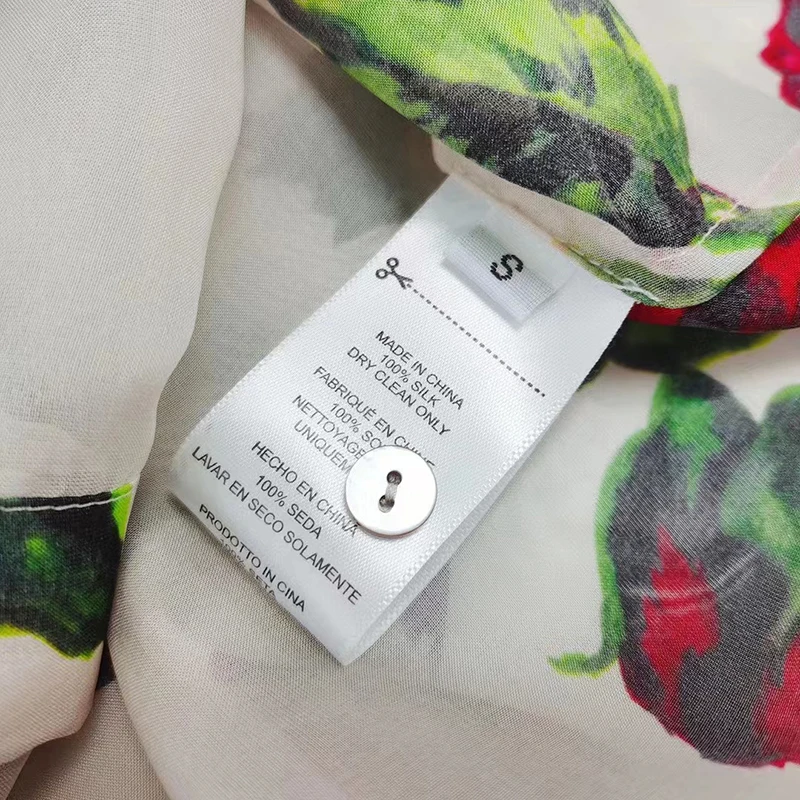 S
MADE IN CHINA
100% SILK
DRY CLEAN ONLY
FABRIQUÉ EN CHINE
100%
NETTOYAGE
HECHO EN CHINA
100% SEDA
LAVAR EN SECO SOLAMENTE
PRODOTTO IN CINA